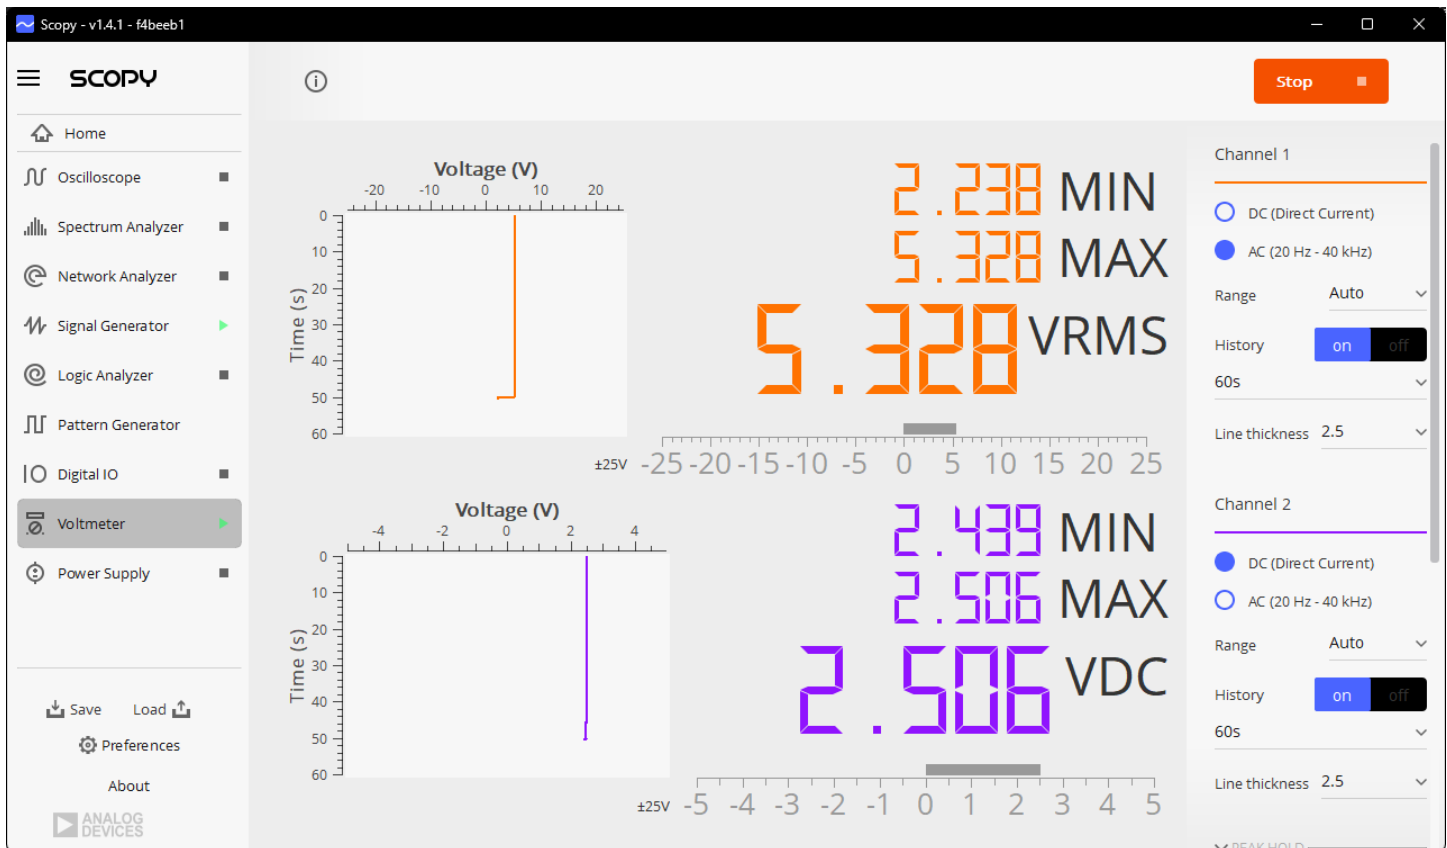 Scopy - v1.4.1 - f4beeb1
SCOPY
Stop
Home
Oscilloscope
Spectrum Analyzer
Network Analyzer
Signal Generator
Logic Analyzer
Pattern Generator
Digital IO
Voltmeter
Power Supply
Save Load
Preferences
About
ANALOG
DEVICES
Voltage (V)
-20 -10 0 10 20
Time (s)
0
10
20
30
40
50
60
2.238 MIN
5.328 MAX
5.328 VRMS
±25V -25 -20 -15 -10 -5 0 5 10 15 20 25
Voltage (V)
-4 -2 0 2 4
Time (s)
0
10
20
30
40
50
60
2.439 MIN
2.506 MAX
2.506 VDC
±25V -5 -4 -3 -2 -1 0 1 2 3 4 5
Channel 1
DC (Direct Current)
AC (20 Hz - 40 kHz)
Range Auto
History on off
60s
Line thickness 2.5
Channel 2
DC (Direct Current)
AC (20 Hz - 40 kHz)
Range Auto
History on off
60s
Line thickness 2.5
PEAK HOLD